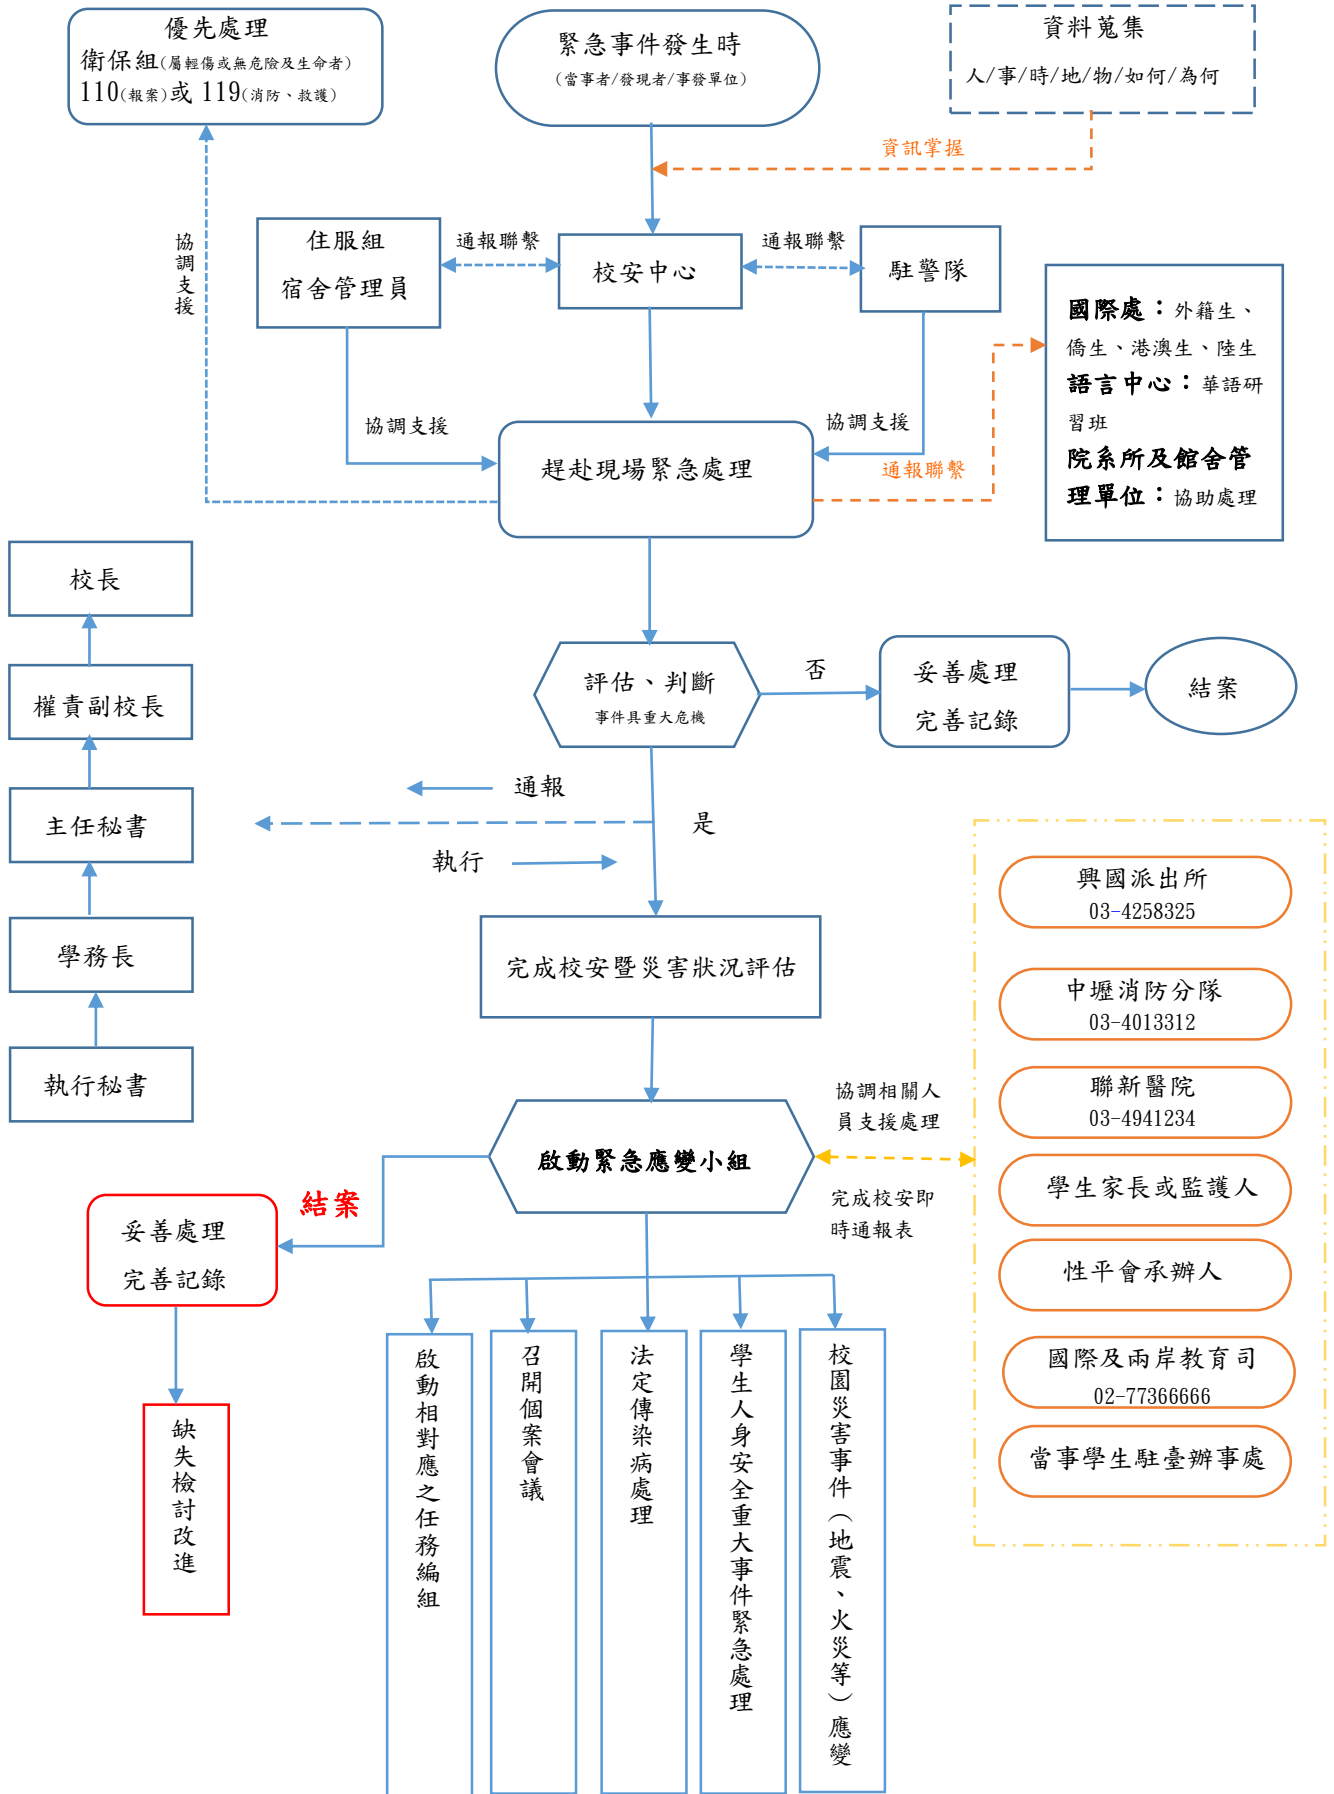 優先處理
衛保組(屬輕傷或無危險及生命者)
110(報案)或 119(消防、救護)
緊急事件發生時
(當事者/發現者/事發單位)
資料蒐集
人/事/時/地/物/如何/為何
資訊掌握
協調支援
住服組
宿舍管理員
通報聯繫
校安中心
通報聯繫
駐警隊
國際處：外籍生、
僑生、港澳生、陸生
語言中心：華語研
習班
院系所及館舍管
理單位：協助處理
協調支援
協調支援
趕赴現場緊急處理
通報聯繫
校長
權責副校長
主任秘書
學務長
執行秘書
評估、判斷
事件具重大危機
否
妥善處理
完善記錄
結案
通報
是
執行
完成校安暨災害狀況評估
啟動緊急應變小組
協調相關人
員支援處理
完成校安即
時通報表
興國派出所
03-4258325
中壢消防分隊
03-4013312
聯新醫院
03-4941234
學生家長或監護人
性平會承辦人
國際及兩岸教育司
02-77366666
當事學生駐臺辦事處
結案
妥善處理
完善記錄
缺失檢討改進
啟動相對應之任務編組
召開個案會議
法定傳染病處理
學生人身安全重大事件緊急處理
校園災害事件（地震、火災等）應變